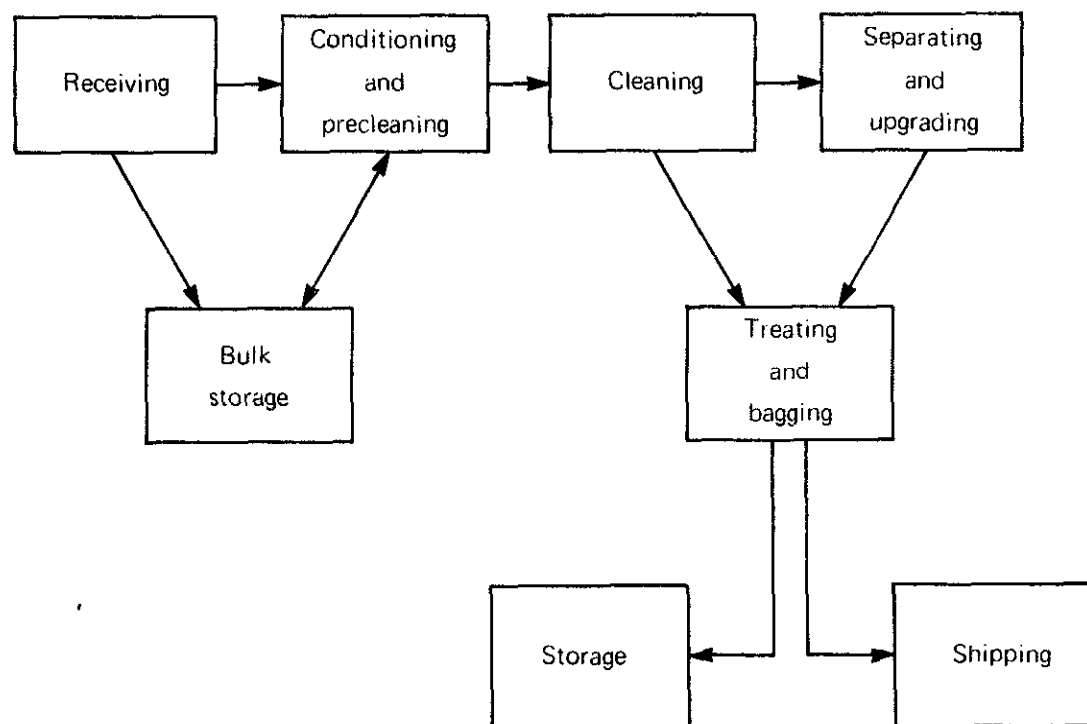 Receiving
Conditioning
and
precleaning
Cleaning
Separating
and
upgrading
Bulk
storage
Treating
and
bagging
Storage
Shipping